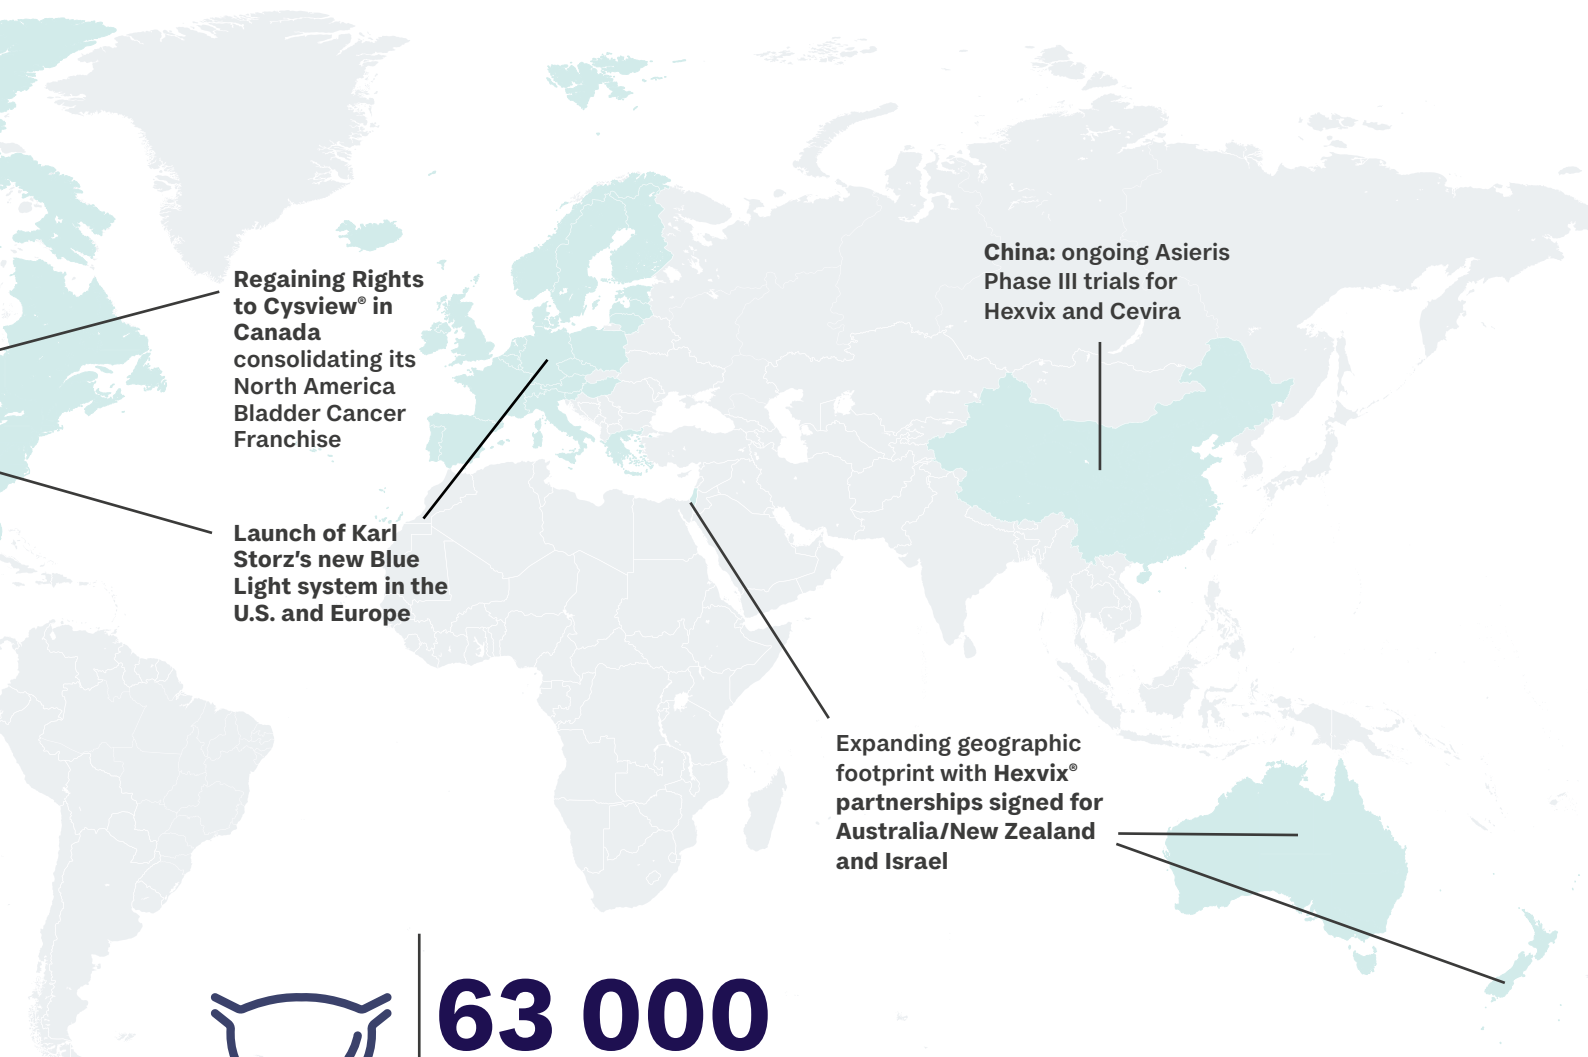 Regaining Rights
to Cysview® in
Canada
consolidating its
North America
Bladder Cancer
Franchise
Launch of Karl
Storz’s new Blue
Light system in the
U.S. and Europe
China: ongoing Asieris
Phase III trials for
Hexvix and Cevira
Expanding geographic
footprint with Hexvix®
partnerships signed for
Australia/New Zealand
and Israel
63 000